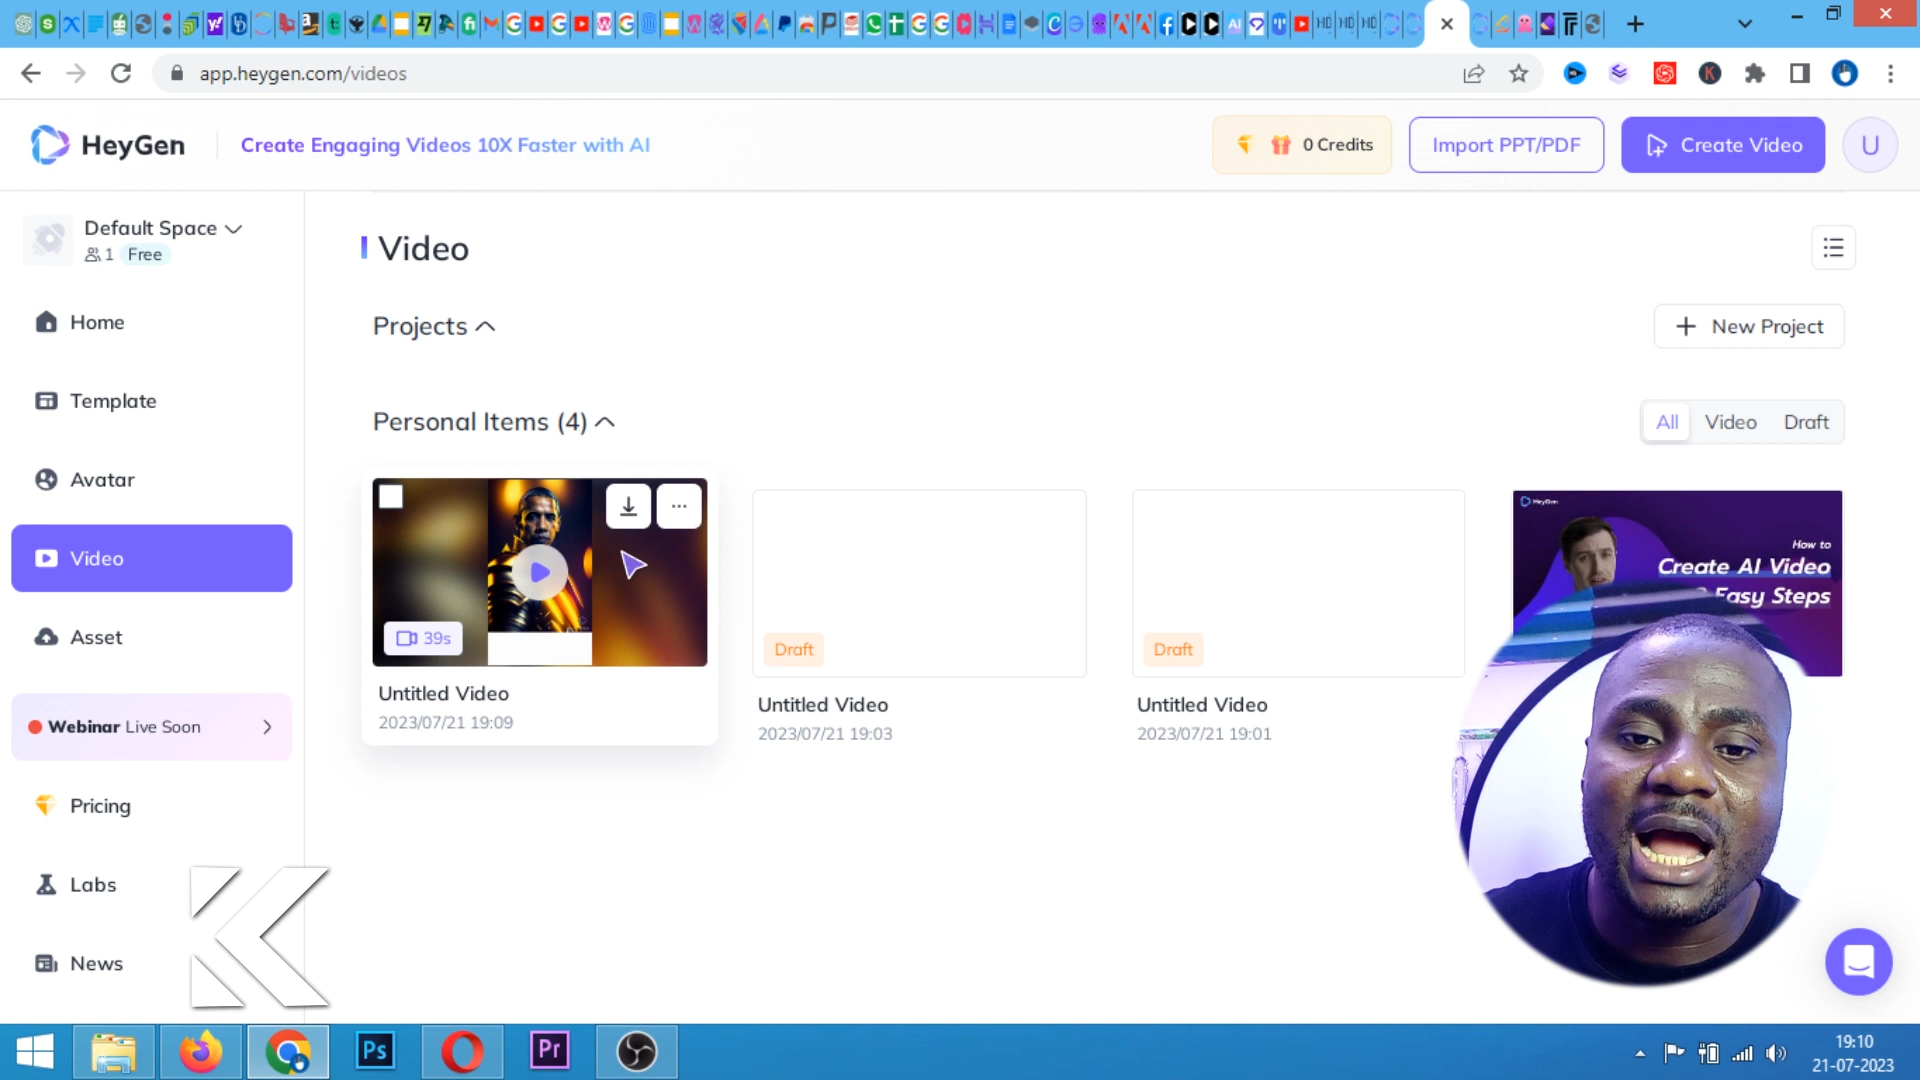 app.heygen.com/videos
HeyGen
Create Engaging Videos 10X Faster with AI
0 Credits
Import PPT/PDF
Create Video
U
Default Space
1
Free
Home
Template
Avatar
Video
Asset
Webinar Live Soon
Pricing
Labs
News
Video
Projects
New Project
Personal Items (4)
All
Video
Draft
39s
Untitled Video
2023/07/21 19:09
Draft
Untitled Video
2023/07/21 19:03
Draft
Untitled Video
2023/07/21 19:01
HeyGen
How to
Create AI Video
Easy Steps
Ps
Pr
19:10
21-07-2023